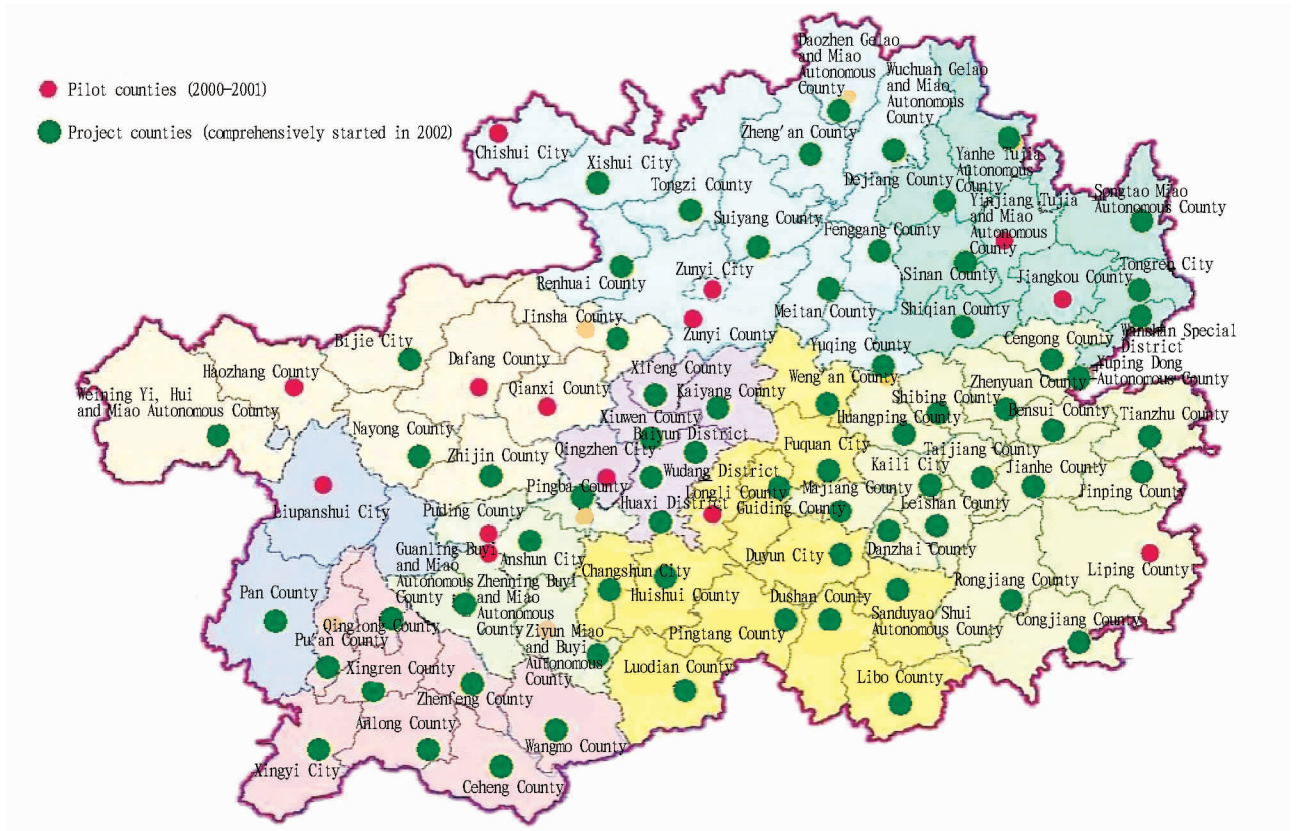 Pilot counties (2000-2001)
Project counties (comprehensively started in 2002)
Daozhen Gelao
and Miao
Autonomous
County
Wuchuan Gelao
and Miao
Autonomous
County
Zheng'an County
Chishui City
Xishui City
Tongzi County
Suiyang County
Dejiang County
Yanhe Tujia
Autonomous
County
Yinjiang Tujia
and Miao
Autonomous
County
Songtao Miao
Autonomous County
Fenggang County
Sinan County
Jiangkou County
Tongren City
Renhuai County
Zunyi City
Zunyi County
Meitan County
Shiqian County
Wanshan Special
District
Yuping Dong
Autonomous County
Jinsha County
Bijie City
Dafang County
Qianxi County
Haozhang County
Weining Yi, Hui
and Miao Autonomous County
Yuqing County
Cengong County
Xifeng County
Kaiyang County
Weng'an County
Zhenyuan County
Shibing County
Bensui County
Tianzhu County
Xiuwen County
Huangping County
Nayong County
Zhijin County
Qingzhen City
Baiyun District
Fuquan City
Taijiang County
Kaili City
Jianhe County
Jinping County
Wudang District
Pingba County
Longli County
Majiang County
Leishan County
Huaxi District
Guiding County
Liupanshui City
Puding County
Anshun City
Guanling Buyi
and Miao
Autonomous
County
Zhenning Buyi
and Miao
Autonomous
County
Duyun City
Danzhai County
Liping County
Changshun City
Huishui County
Dushan County
Rongjiang County
Sanduyao Shui
Autonomous County
Congjiang County
Pan County
Qinglong County
Pu'an County
Ziyun Miao
and Buyi
Autonomous
County
Pingtang County
Xingren County
Luodian County
Libo County
Zhenfeng County
Anlong County
Wangmo County
Xingyi City
Ceheng County